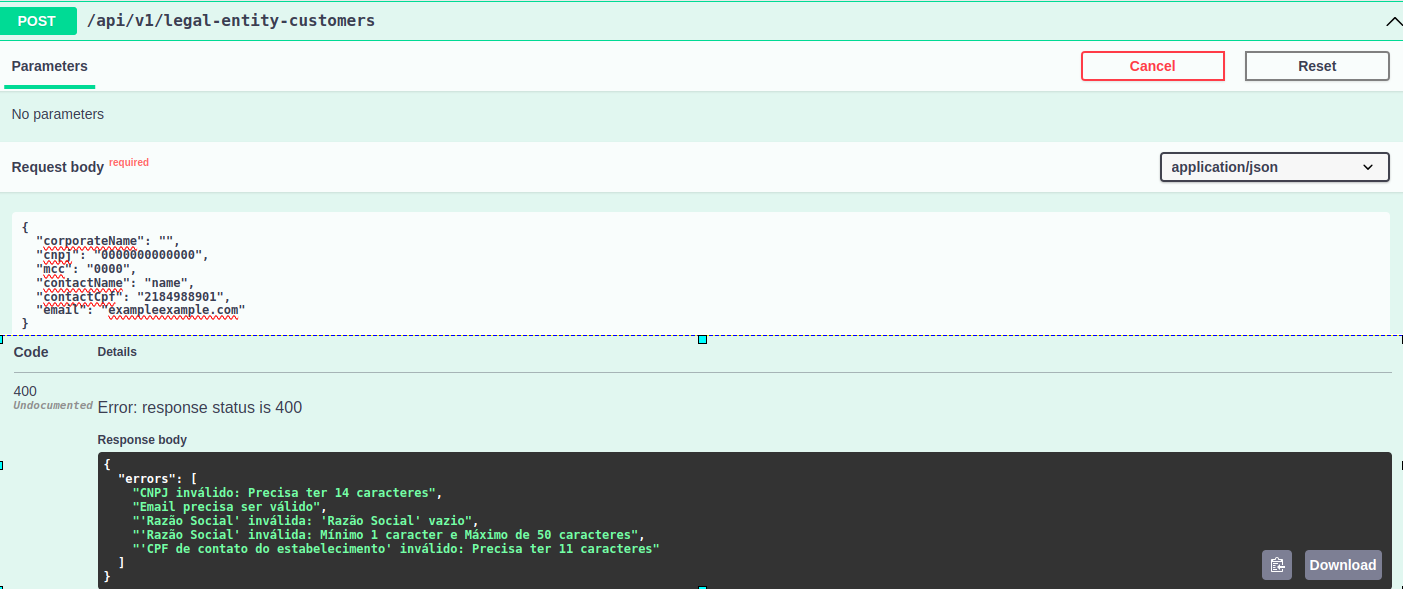 POST /api/v1/legal-entity-customers
Parameters Cancel Reset
No parameters
Request body required application/json
{
"corporateName": "",
"cnpj": "0000000000000",
"mcc": "0000",
"contactName": "name",
"contactCpf": "2184988901",
"email": "exampleexample.com"
}
Code Details
400
Undocumented Error: response status is 400
Response body
{
"errors": [
"CNPJ inválido: Precisa ter 14 caracteres",
"Email precisa ser válido",
"'Razão Social' inválida: 'Razão Social' vazio",
"'Razão Social' inválida: Mínimo 1 caracter e Máximo de 50 caracteres",
"'CPF de contato do estabelecimento' inválido: Precisa ter 11 caracteres"
]
}
Download